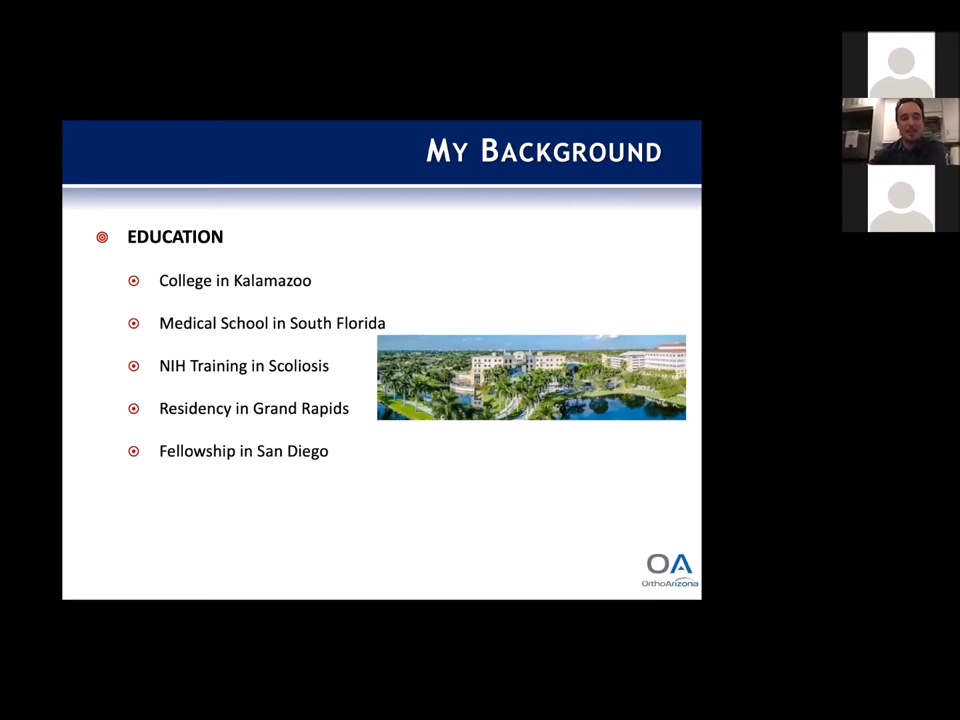 MY BACKGROUND
EDUCATION
College in Kalamazoo
Medical School in South Florida
NIH Training in Scoliosis
Residency in Grand Rapids
Fellowship in San Diego
OA
OrthoArizona